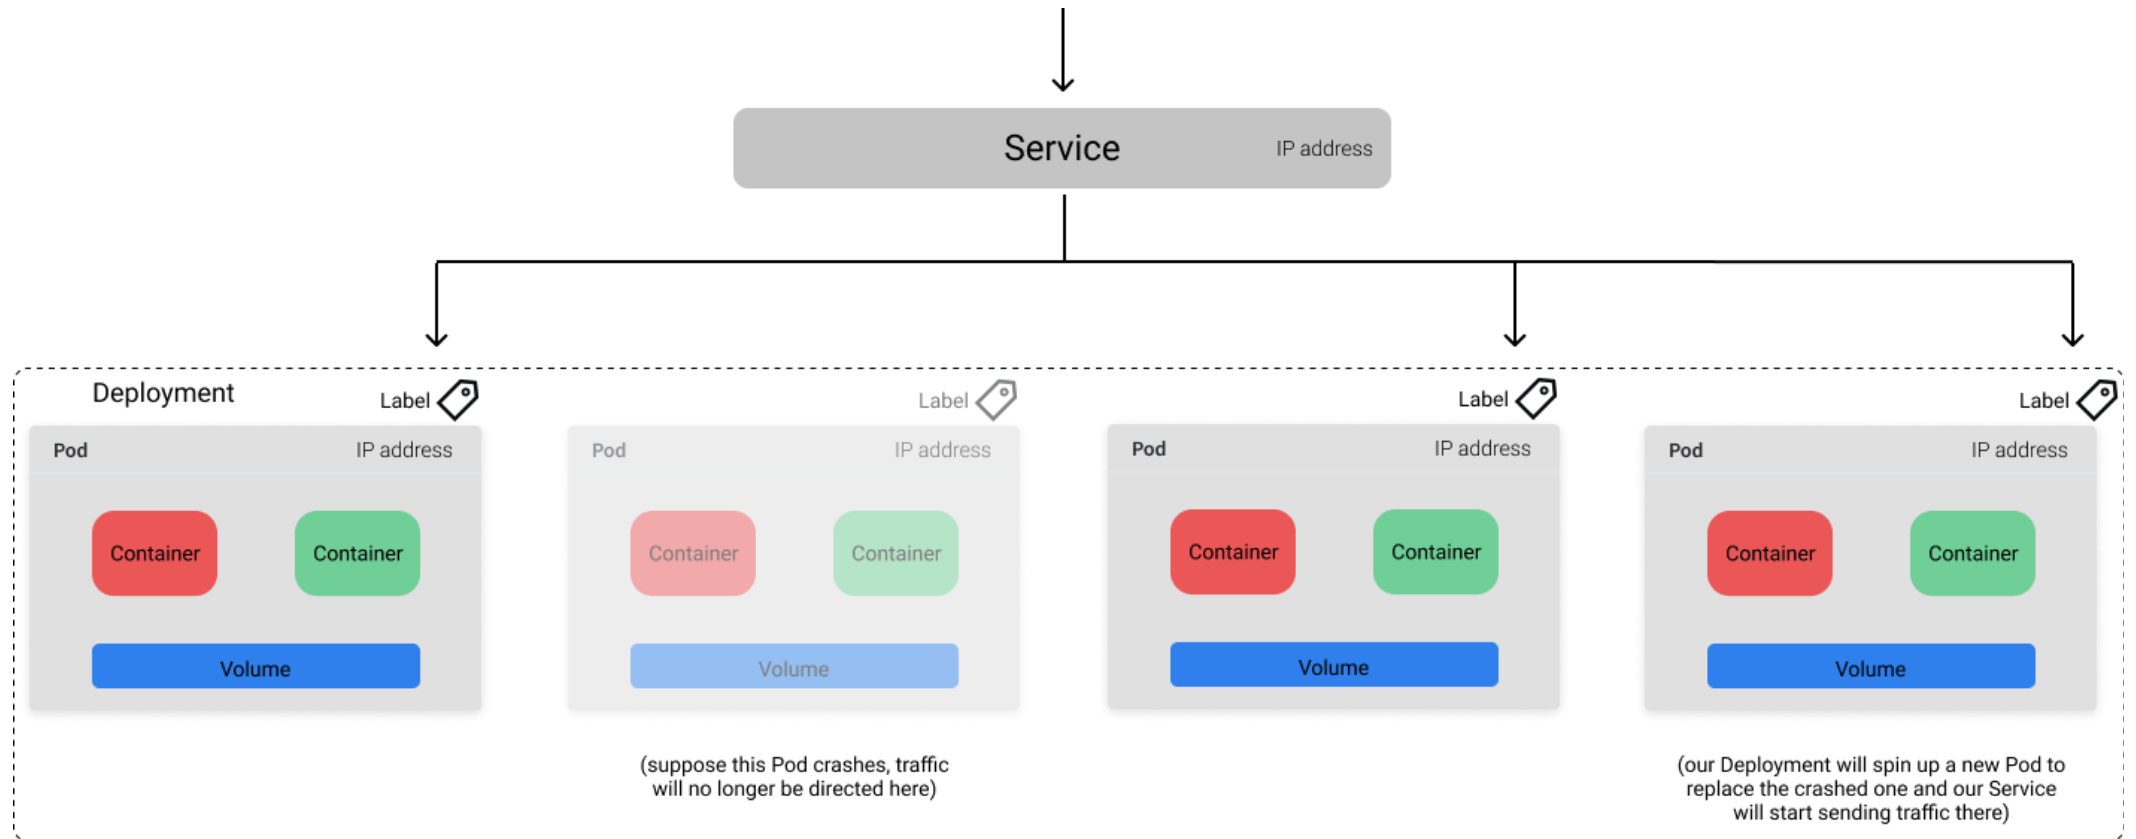 Service
IP address
Deployment
Label
Label
Label
Label
Pod
IP address
Pod
IP address
Pod
IP address
Pod
IP address
Container
Container
Container
Container
Container
Container
Container
Container
Volume
Volume
Volume
Volume
(suppose this Pod crashes, traffic
will no longer be directed here)
(our Deployment will spin up a new Pod to
replace the crashed one and our Service
will start sending traffic there)